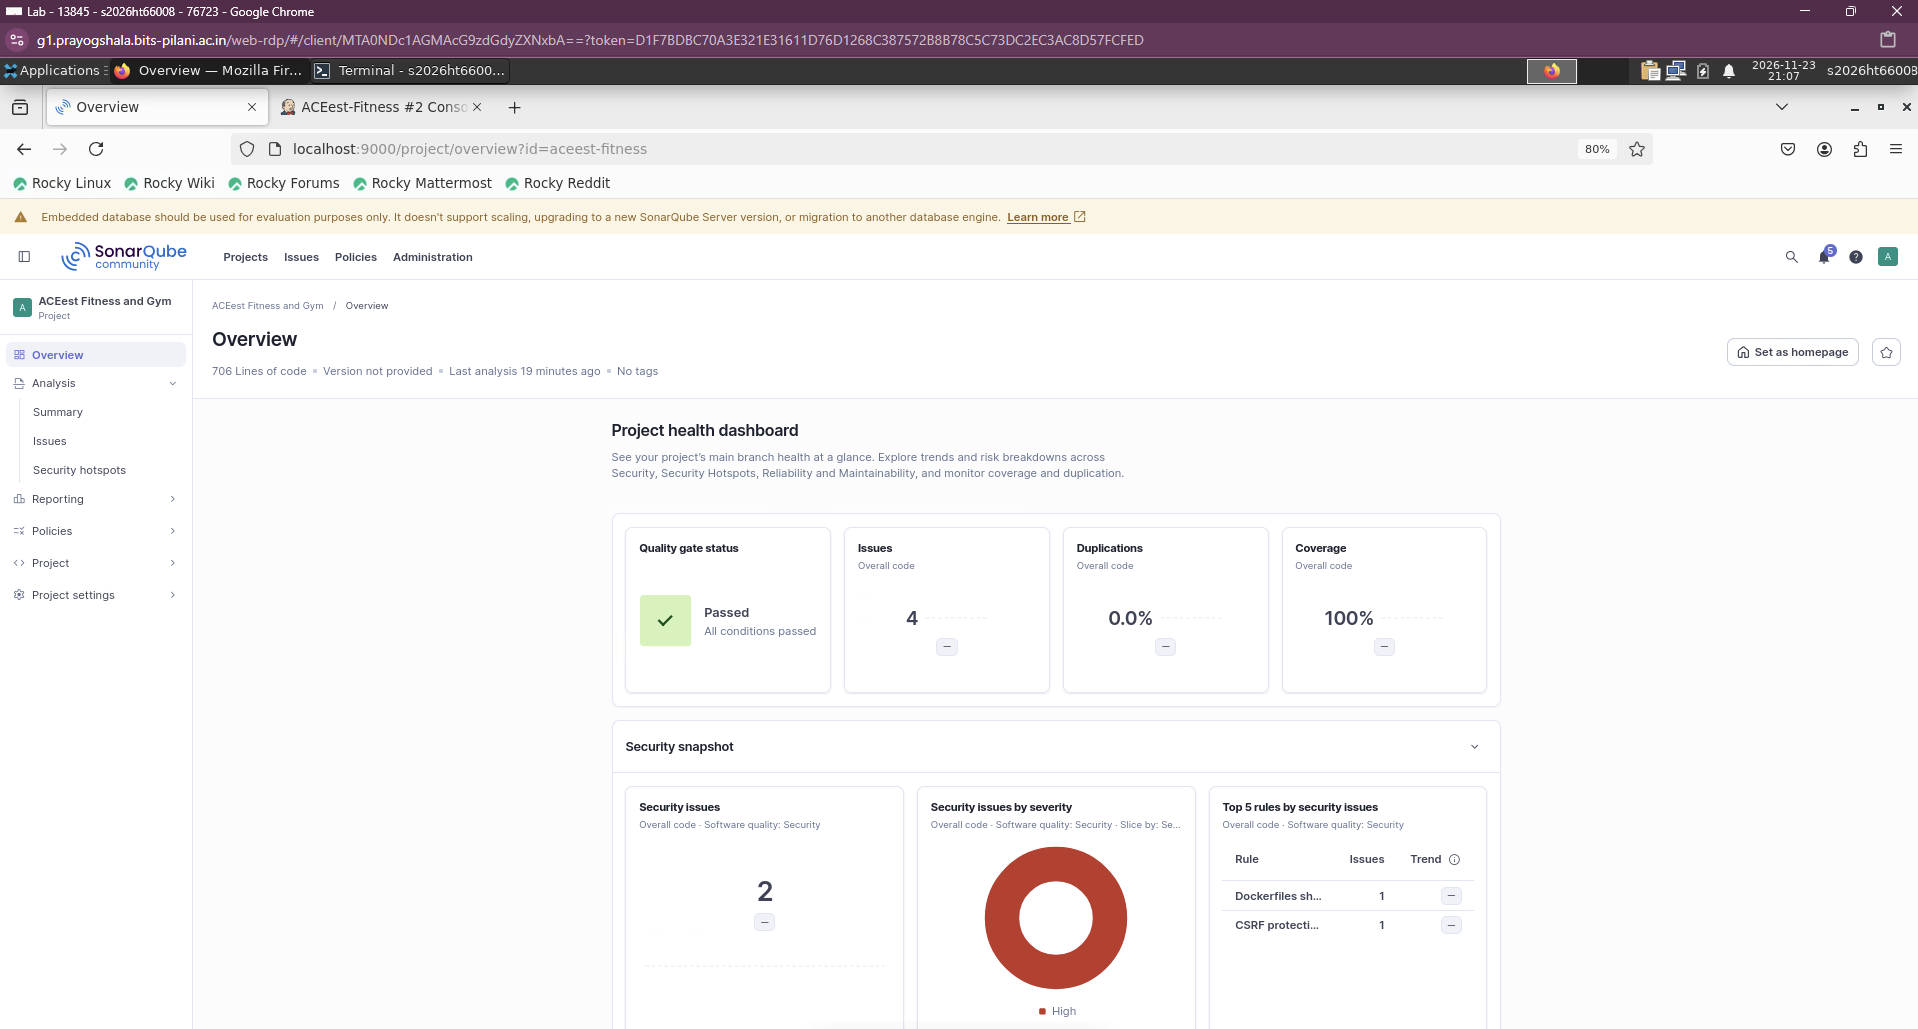 Lab - 13845 - s2026ht66008 - 76723 - Google Chrome
g1.prayogshala.bits-pilani.ac.in/web-rdp/#/client/MTA0NDc1AGMAcG9zdGdyZXNxbA==?token=D1F7BDBC70A3E321E31611D76D1268C387572B8B78C5C73DC2EC3AC8D57FCFED
Applications
Overview — Mozilla Fir...
Terminal - s2026ht6600...
2026-11-23
21:07
s2026ht66008
Overview
ACEest-Fitness #2 Conso
localhost:9000/project/overview?id=aceest-fitness
80%
Rocky Linux
Rocky Wiki
Rocky Forums
Rocky Mattermost
Rocky Reddit
Embedded database should be used for evaluation purposes only. It doesn't support scaling, upgrading to a new SonarQube Server version, or migration to another database engine. Learn more
SonarQube
community
Projects
Issues
Policies
Administration
5
?
A
A
ACEest Fitness and Gym
Project
Overview
Analysis
Summary
Issues
Security hotspots
Reporting
Policies
Project
Project settings
ACEest Fitness and Gym / Overview
Overview
706 Lines of code • Version not provided • Last analysis 19 minutes ago • No tags
Set as homepage
Project health dashboard
See your project's main branch health at a glance. Explore trends and risk breakdowns across
Security, Security Hotspots, Reliability and Maintainability, and monitor coverage and duplication.
Quality gate status
Passed
All conditions passed
Issues
Overall code
4
Duplications
Overall code
0.0%
Coverage
Overall code
100%
Security snapshot
Security issues
Overall code · Software quality: Security
2
Security issues by severity
Overall code · Software quality: Security · Slice by: Se...
High
Top 5 rules by security issues
Overall code · Software quality: Security
Rule Issues Trend
Dockerfiles sh... 1
CSRF protecti... 1